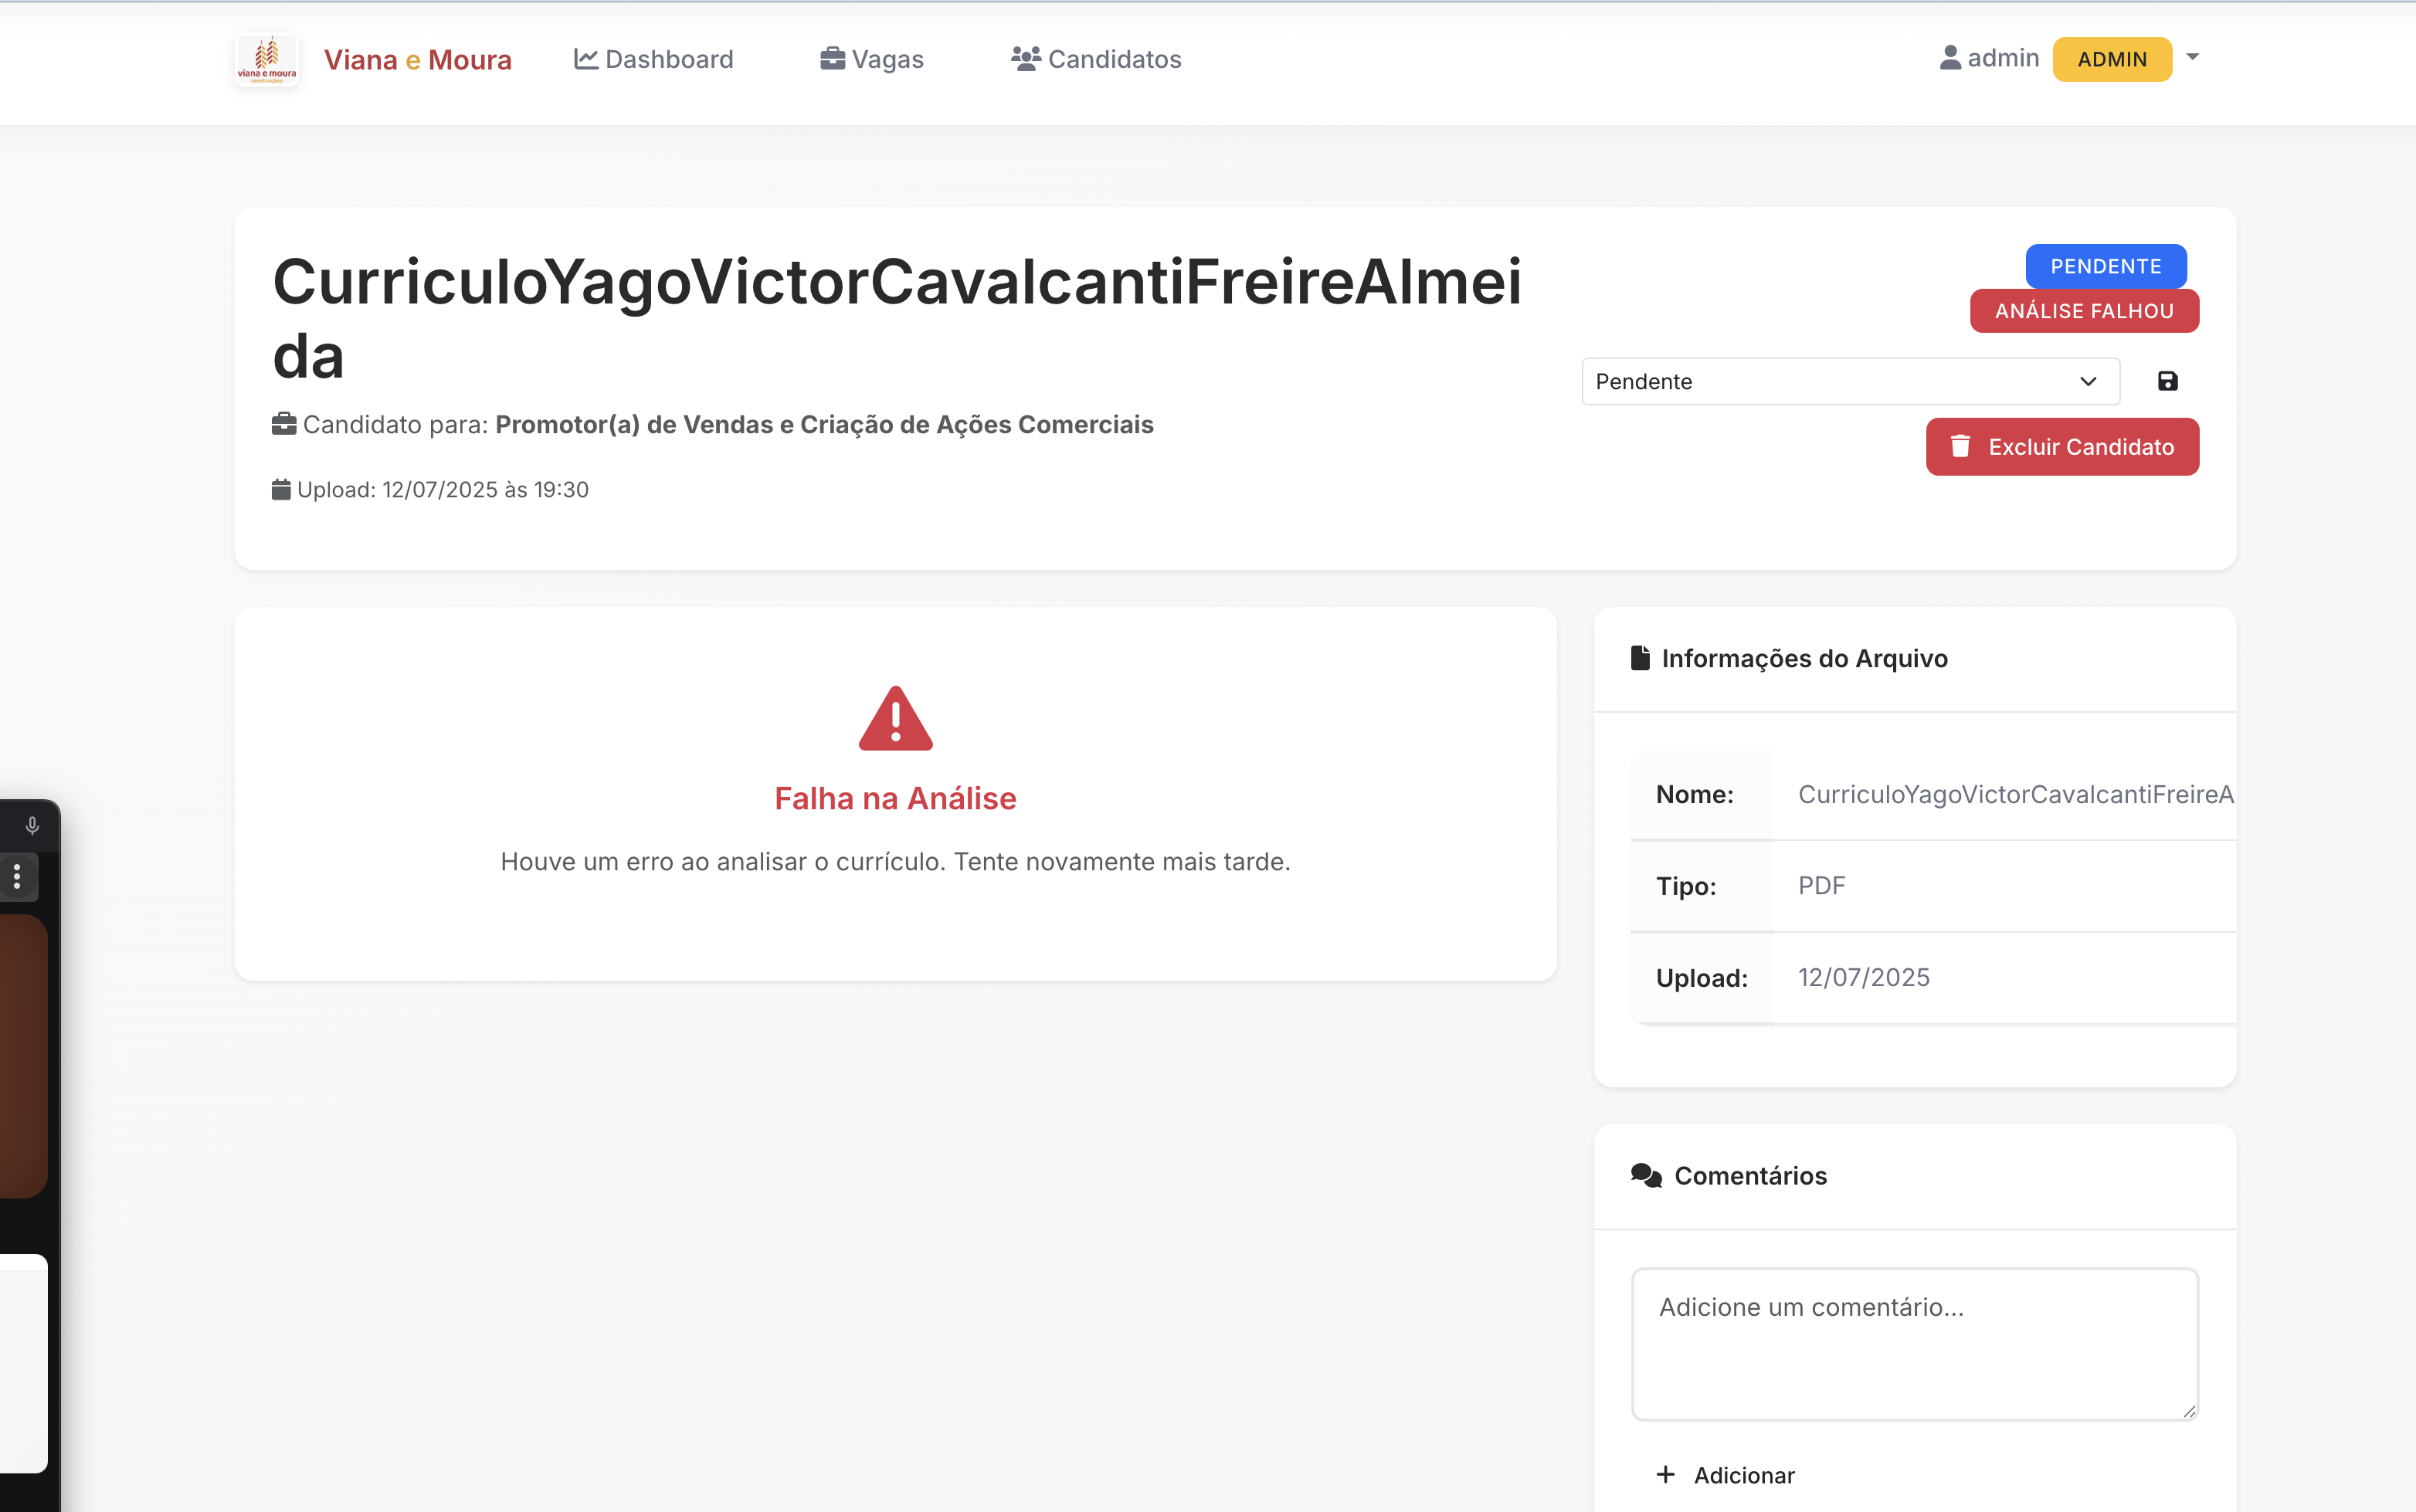 viana e moura
construções
Viana e Moura
Dashboard
Vagas
Candidatos
admin
ADMIN
CurriculoYagoVictorCavalcantiFreireAlmei
da
Candidato para: Promotor(a) de Vendas e Criação de Ações Comerciais
Upload: 12/07/2025 às 19:30
PENDENTE
ANÁLISE FALHOU
Pendente
Excluir Candidato
Falha na Análise
Houve um erro ao analisar o currículo. Tente novamente mais tarde.
Informações do Arquivo
Nome: CurriculoYagoVictorCavalcantiFreireA
Tipo: PDF
Upload: 12/07/2025
Comentários
Adicione um comentário...
+ Adicionar